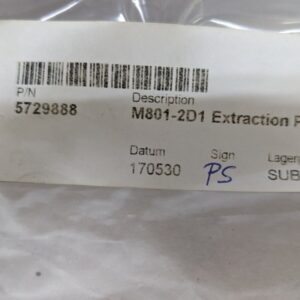 P/N Description
5729888 M801-2D1 Extraction
Datum Sign
170530 PS SUB